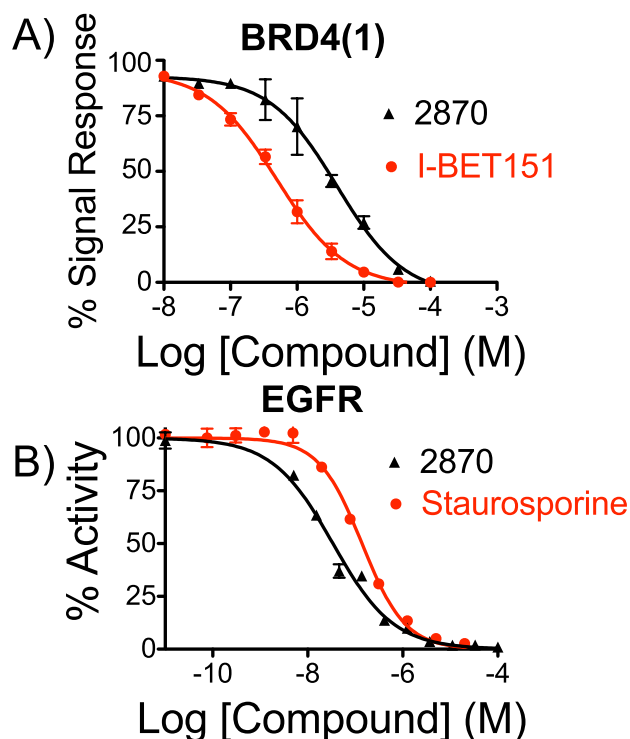 A)
BRD4(1)
% Signal Response
100
75
50
25
0
-8 -7 -6 -5 -4 -3
Log [Compound] (M)
2870
I-BET151
B)
EGFR
% Activity
100
75
50
25
0
-10 -8 -6 -4
Log [Compound] (M)
2870
Staurosporine